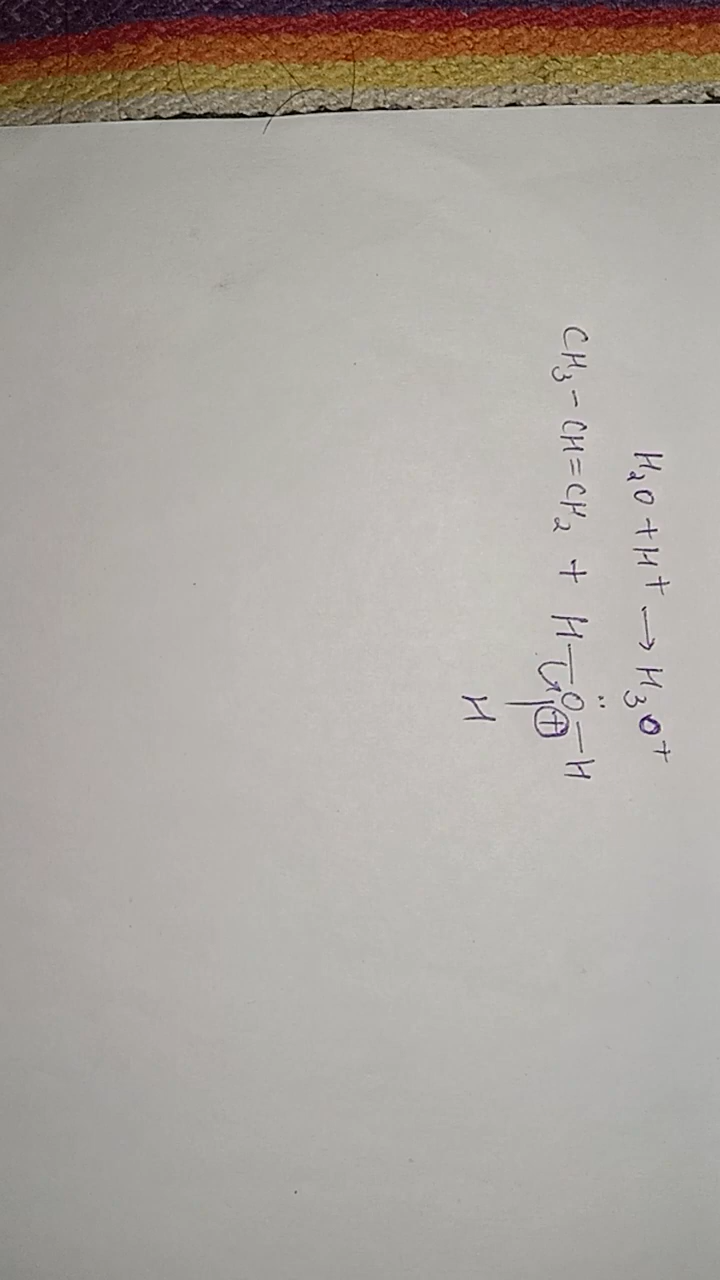 H₂O + H⁺ → H₃O⁺
CH₃ - CH = CH₂ + H - Ö - H
⊕
H